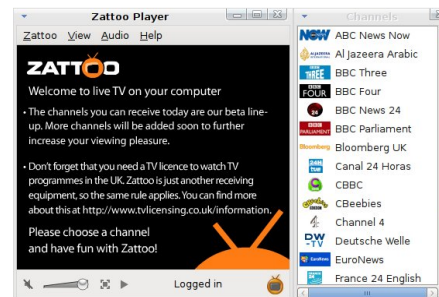 Zattoo Player
Zattoo View Audio Help
ZATTOO
Welcome to live TV on your computer
• The channels you can receive today are our beta line-
up. More channels will be added soon to further
increase your viewing pleasure.
• Don't forget that you need a TV licence to watch TV
programmes in the UK. Zattoo is just another receiving
equipment, so the same rule applies. You can find more
about this at http://www.tvlicensing.co.uk/information.
Please choose a channel
and have fun with Zattoo!
Logged in
Channels
NOW ABC News Now
Al Jazeera Arabic
THREE BBC Three
FOUR BBC Four
24 BBC News 24
PARLIAMENT BBC Parliament
Bloomberg Bloomberg UK
24H Canal 24 Horas
CBBC
CBeebies
4 Channel 4
DW -TV Deutsche Welle
EuroNews EuroNews
France 24 English